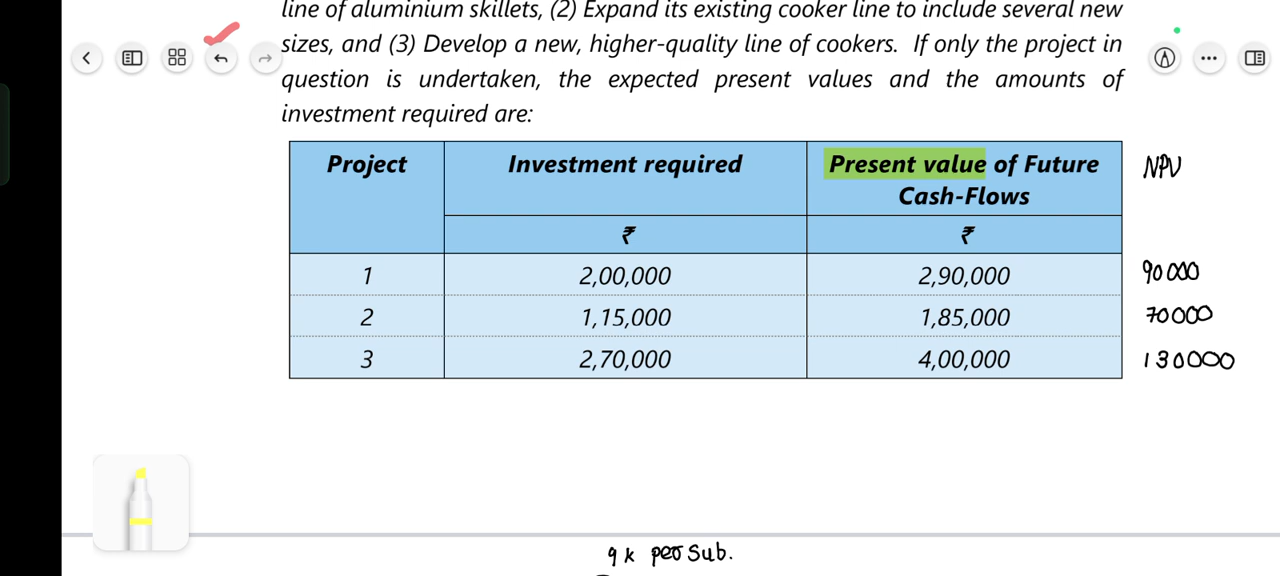 line of aluminium skillets, (2) Expand its existing cooker line to include several new
sizes, and (3) Develop a new, higher-quality line of cookers. If only the project in
question is undertaken, the expected present values and the amounts of
investment required are:
Project Investment required Present value of Future Cash-Flows NPV
₹ ₹
1 2,00,000 2,90,000 90000
2 1,15,000 1,85,000 70000
3 2,70,000 4,00,000 130000
9k per Sub.